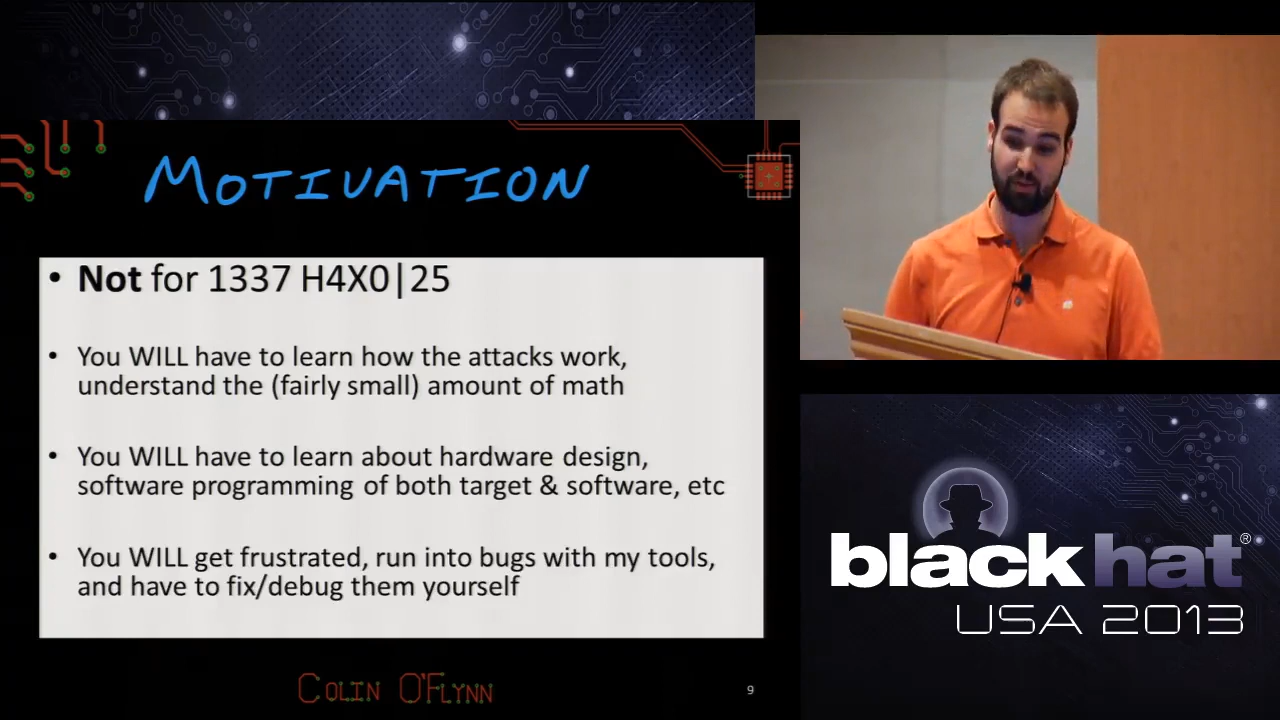 MOTIVATION
• Not for 1337 H4X0|25
• You WILL have to learn how the attacks work,
understand the (fairly small) amount of math
• You WILL have to learn about hardware design,
software programming of both target & software, etc
• You WILL get frustrated, run into bugs with my tools,
and have to fix/debug them yourself
COLIN O'FLYNN
9
black hat®
USA 2013